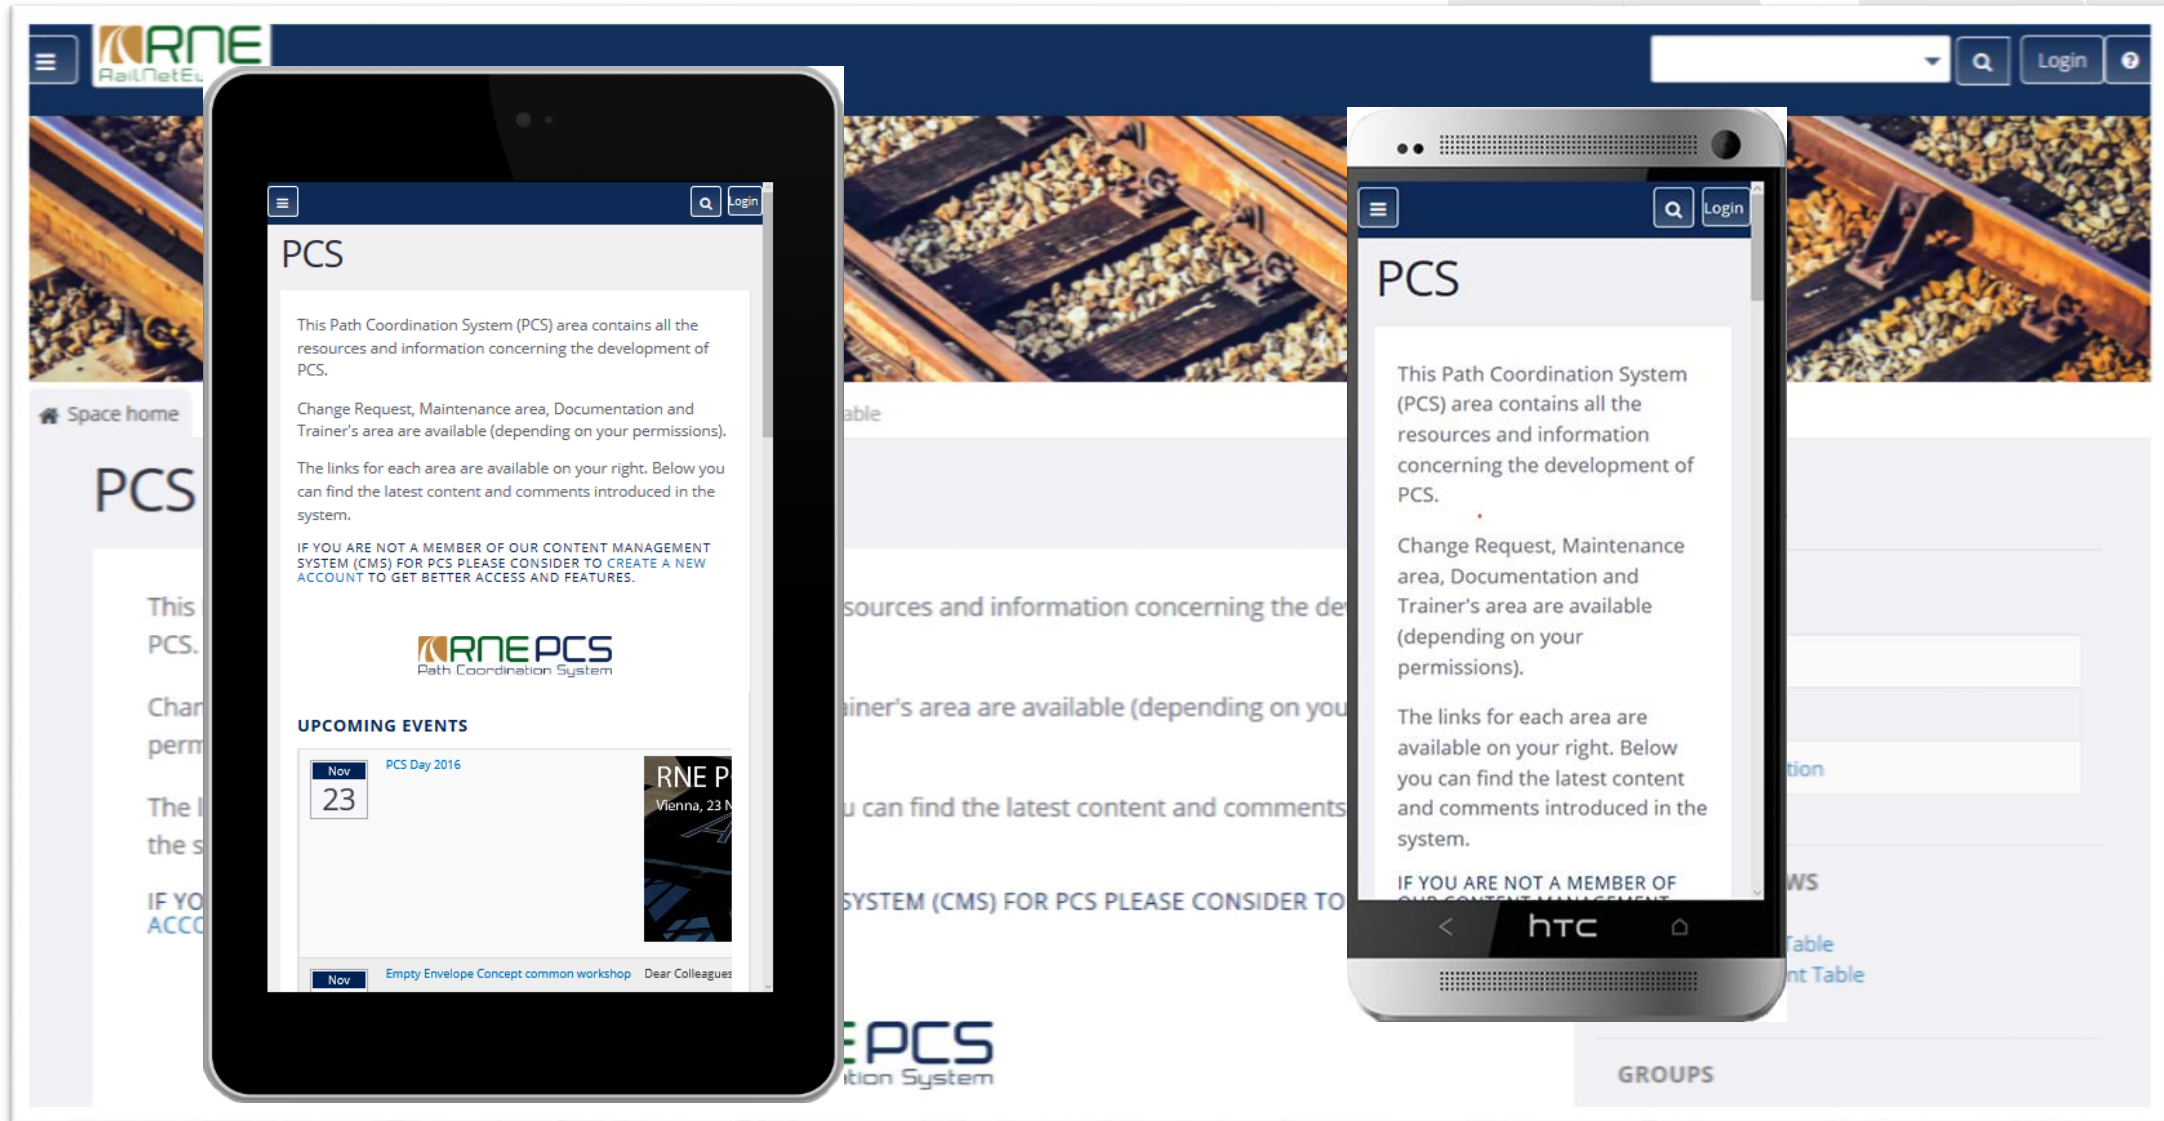 RNE
RailNetEu
Login
Space home
able
PCS
This
sources and information concerning the de
PCS.
Chan
ainer's area are available (depending on you
perm
The l
u can find the latest content and comments
the s
IF YO
SYSTEM (CMS) FOR PCS PLEASE CONSIDER TO
ACCO
PCS
ation System
tion
WS
Table
nt Table
GROUPS
Login
PCS
This Path Coordination System (PCS) area contains all the
resources and information concerning the development of
PCS.
Change Request, Maintenance area, Documentation and
Trainer's area are available (depending on your permissions).
The links for each area are available on your right. Below you
can find the latest content and comments introduced in the
system.
IF YOU ARE NOT A MEMBER OF OUR CONTENT MANAGEMENT
SYSTEM (CMS) FOR PCS PLEASE CONSIDER TO CREATE A NEW
ACCOUNT TO GET BETTER ACCESS AND FEATURES.
RNE PCS
Path Coordination System
UPCOMING EVENTS
Nov
23
PCS Day 2016
RNE P
Vienna, 23 N
Nov
Empty Envelope Concept common workshop
Dear Colleagues
Login
PCS
This Path Coordination System
(PCS) area contains all the
resources and information
concerning the development of
PCS.
Change Request, Maintenance
area, Documentation and
Trainer's area are available
(depending on your
permissions).
The links for each area are
available on your right. Below
you can find the latest content
and comments introduced in the
system.
IF YOU ARE NOT A MEMBER OF
OUR CONTENT MANAGEMENT
hTC